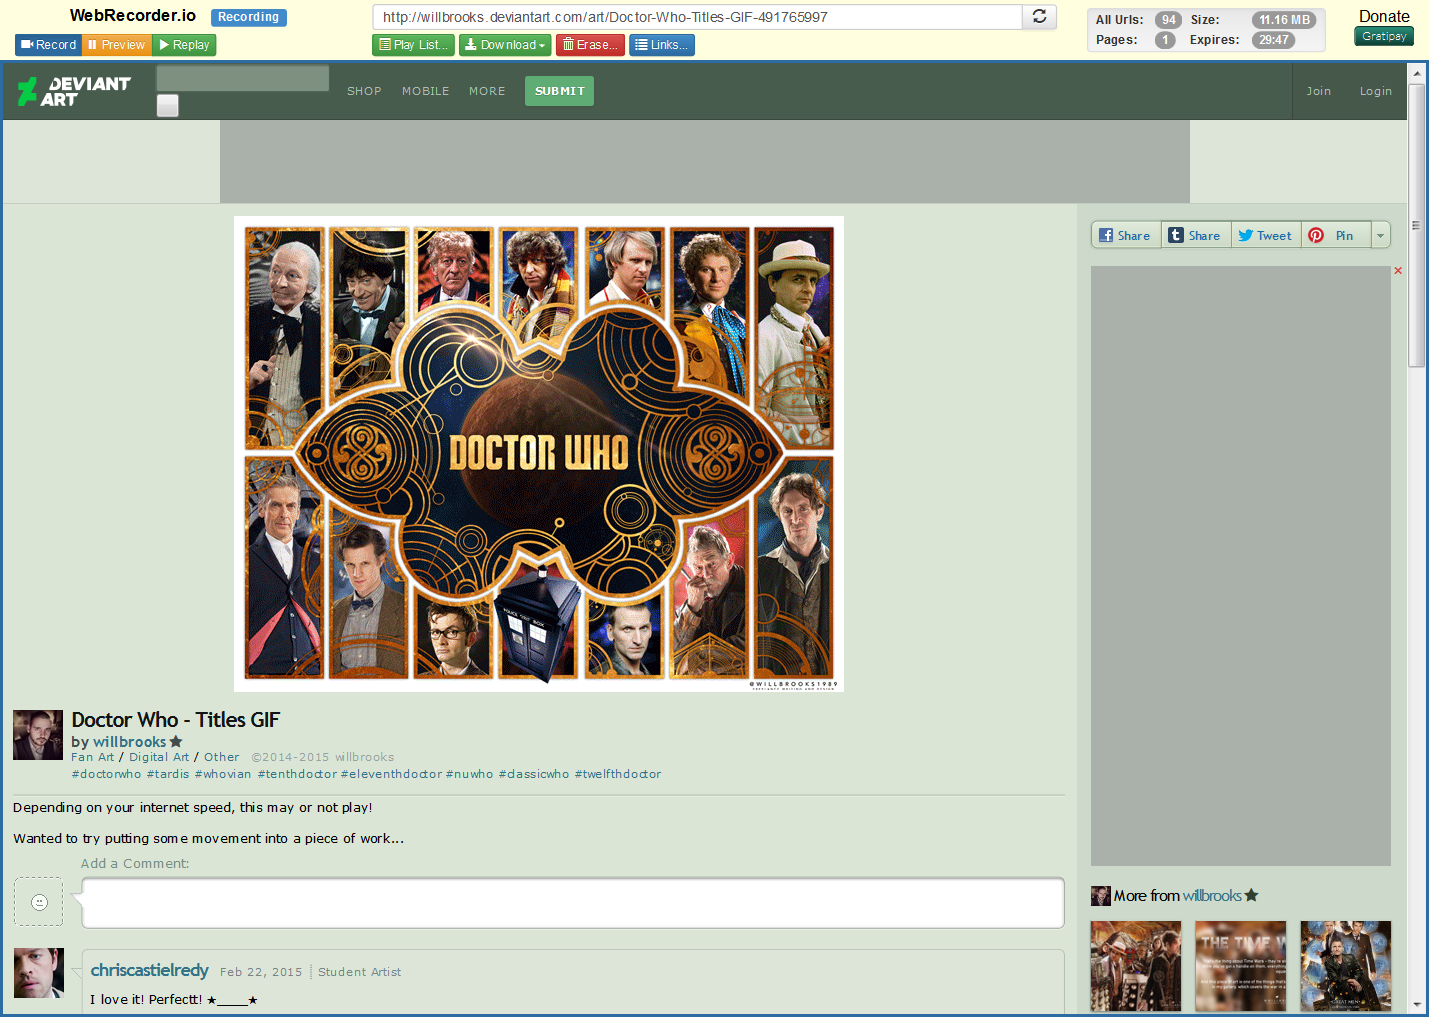 WebRecorder.io Recording
http://willbrooks.deviantart.com/art/Doctor-Who-Titles-GIF-491765997
All Urls: 94 Size: 11.16 MB
Pages: 1 Expires: 29:47
Donate
Gratipay
Record Preview Replay
Play List... Download Erase... Links...
DEVIANT ART
SHOP MOBILE MORE SUBMIT
Join Login
Share Share Tweet Pin
DOCTOR WHO
POLICE BOX
@WILLBROOKS1989
FREELANCE WRITING AND DESIGN
Doctor Who - Titles GIF
by willbrooks
Fan Art / Digital Art / Other ©2014-2015 willbrooks
#doctorwho #tardis #whovian #tenthdoctor #eleventhdoctor #nuwho #classicwho #twelfthdoctor
Depending on your internet speed, this may or not play!
Wanted to try putting some movement into a piece of work...
Add a Comment:
chriscastielredy Feb 22, 2015 Student Artist
I love it! Perfectt! ★_____★
More from willbrooks
THE TIME W